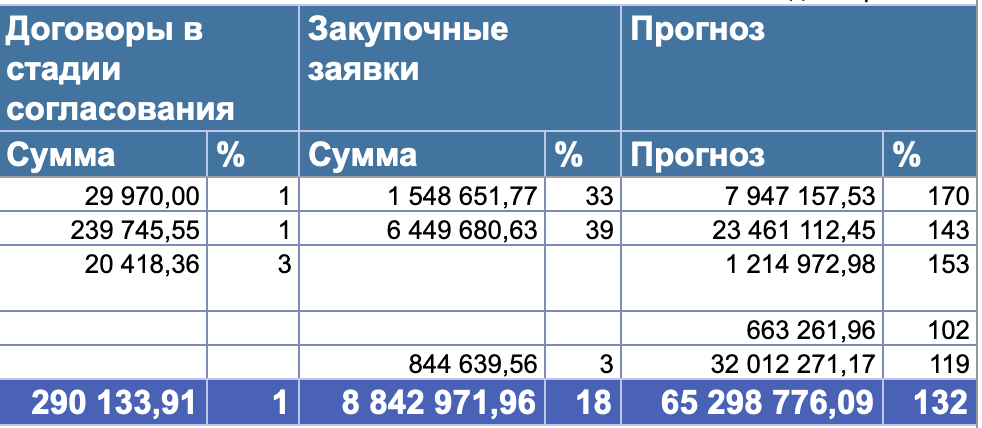 Договоры в стадии согласования Закупочные заявки Прогноз
Сумма % Сумма % Прогноз %
29 970,00 1 1 548 651,77 33 7 947 157,53 170
239 745,55 1 6 449 680,63 39 23 461 112,45 143
20 418,36 3 1 214 972,98 153
663 261,96 102
844 639,56 3 32 012 271,17 119
290 133,91 1 8 842 971,96 18 65 298 776,09 132